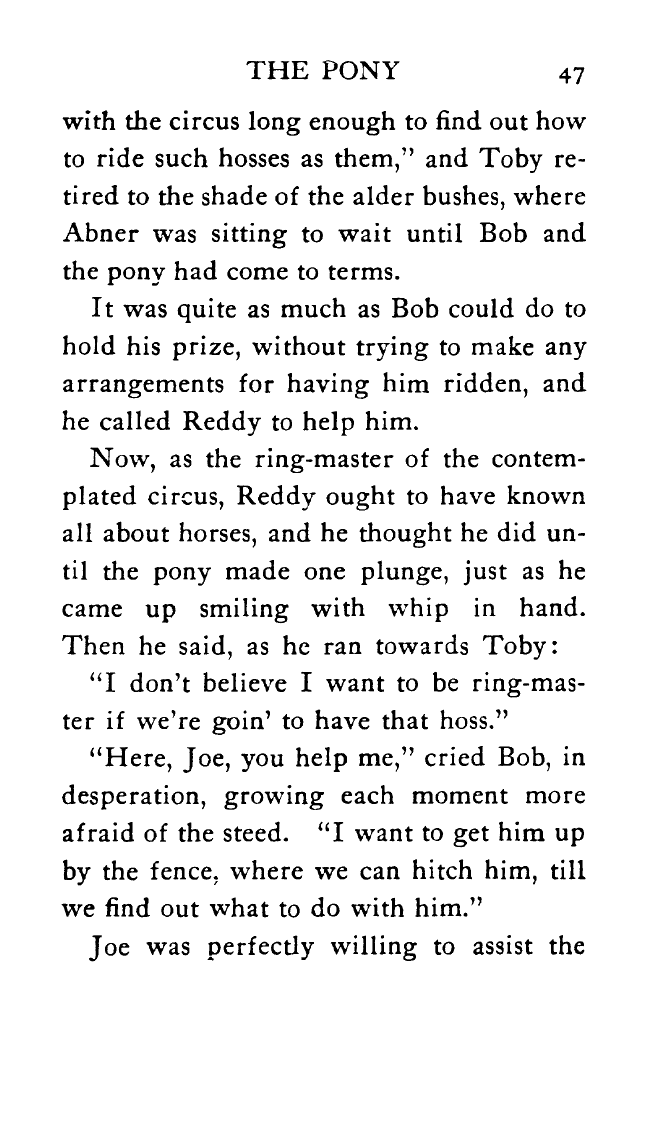 THE PONY 47
with the circus long enough to find out how
to ride such hosses as them,” and Toby re-
tired to the shade of the alder bushes, where
Abner was sitting to wait until Bob and
the pony had come to terms.
It was quite as much as Bob could do to
hold his prize, without trying to make any
arrangements for having him ridden, and
he called Reddy to help him.
Now, as the ring-master of the contem-
plated circus, Reddy ought to have known
all about horses, and he thought he did un-
til the pony made one plunge, just as he
came up smiling with whip in hand.
Then he said, as he ran towards Toby:
“I don’t believe I want to be ring-mas-
ter if we’re goin’ to have that hoss.”
“Here, Joe, you help me,” cried Bob, in
desperation, growing each moment more
afraid of the steed. “I want to get him up
by the fence, where we can hitch him, till
we find out what to do with him.”
Joe was perfectly willing to assist the